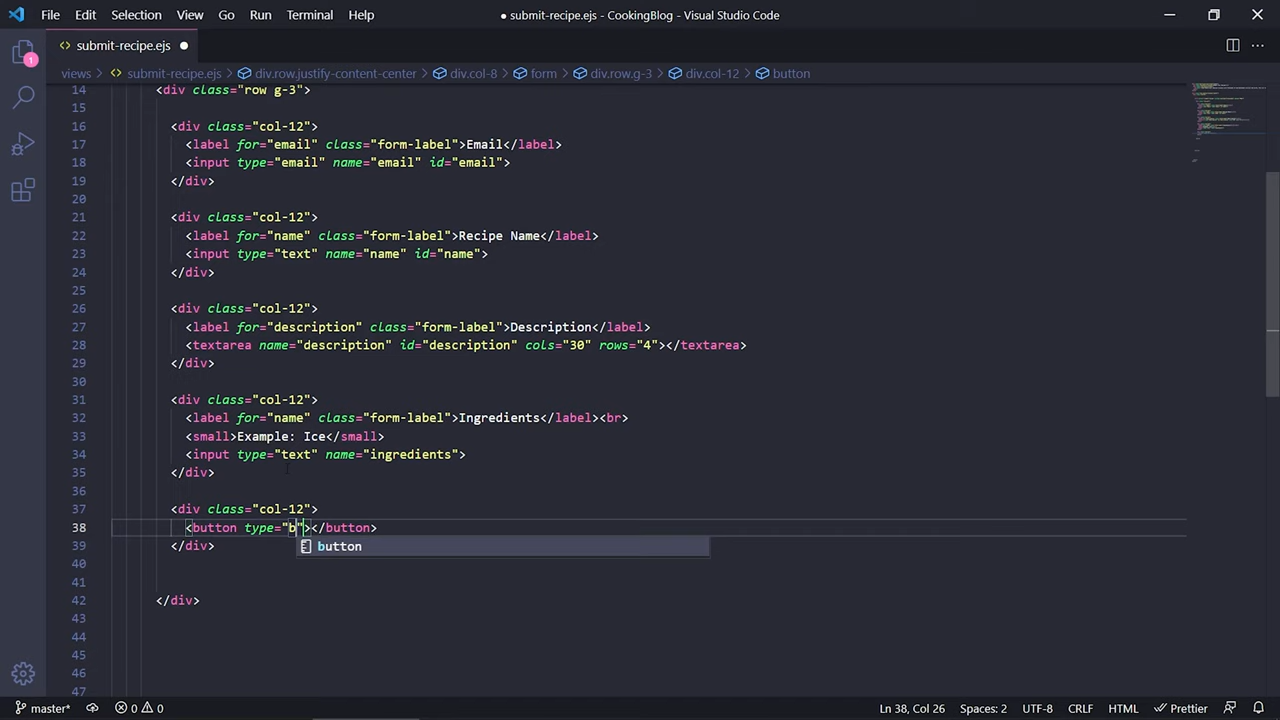 File Edit Selection View Go Run Terminal Help ● submit-recipe.ejs - CookingBlog - Visual Studio Code
<> submit-recipe.ejs ●
1
views > <> submit-recipe.ejs > div.row.justify-content-center > div.col-8 > form > div.row.g-3 > div.col-12 > button
14 <div class="row g-3">
15
16 <div class="col-12">
17 <label for="email" class="form-label">Email</label>
18 <input type="email" name="email" id="email">
19 </div>
20
21 <div class="col-12">
22 <label for="name" class="form-label">Recipe Name</label>
23 <input type="text" name="name" id="name">
24 </div>
25
26 <div class="col-12">
27 <label for="description" class="form-label">Description</label>
28 <textarea name="description" id="description" cols="30" rows="4"></textarea>
29 </div>
30
31 <div class="col-12">
32 <label for="name" class="form-label">Ingredients</label><br>
33 <small>Example: Ice</small>
34 <input type="text" name="ingredients">
35 </div>
36
37 <div class="col-12">
38 <button type="b"></button>
button
39 </div>
40
41
42 </div>
43
44
45
46
47
master* 0 0 Ln 38, Col 26 Spaces: 2 UTF-8 CRLF HTML Prettier